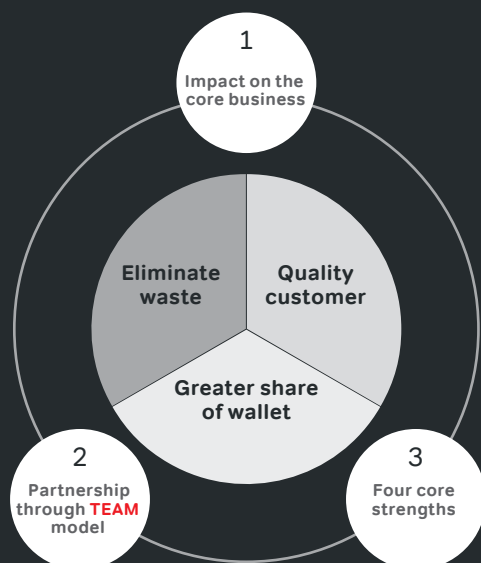 1
Impact on the
core business
Eliminate
waste
Quality
customer
Greater share
of wallet
2
Partnership
through TEAM
model
3
Four core
strengths